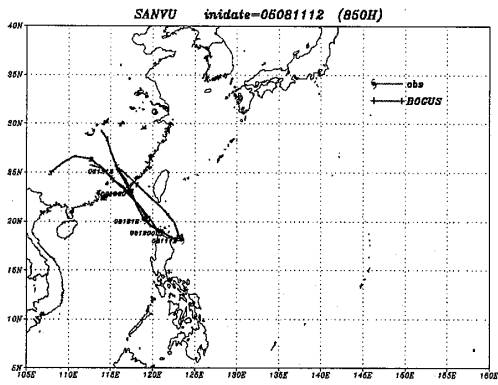 SANVU inidate=05081112 (850H)
40N
35N
30N
25N
20N
15N
10N
5N
obs
BOGUS
105E 110E 115E 120E 125E 130E 135E 140E 145E 150E 155E 160E